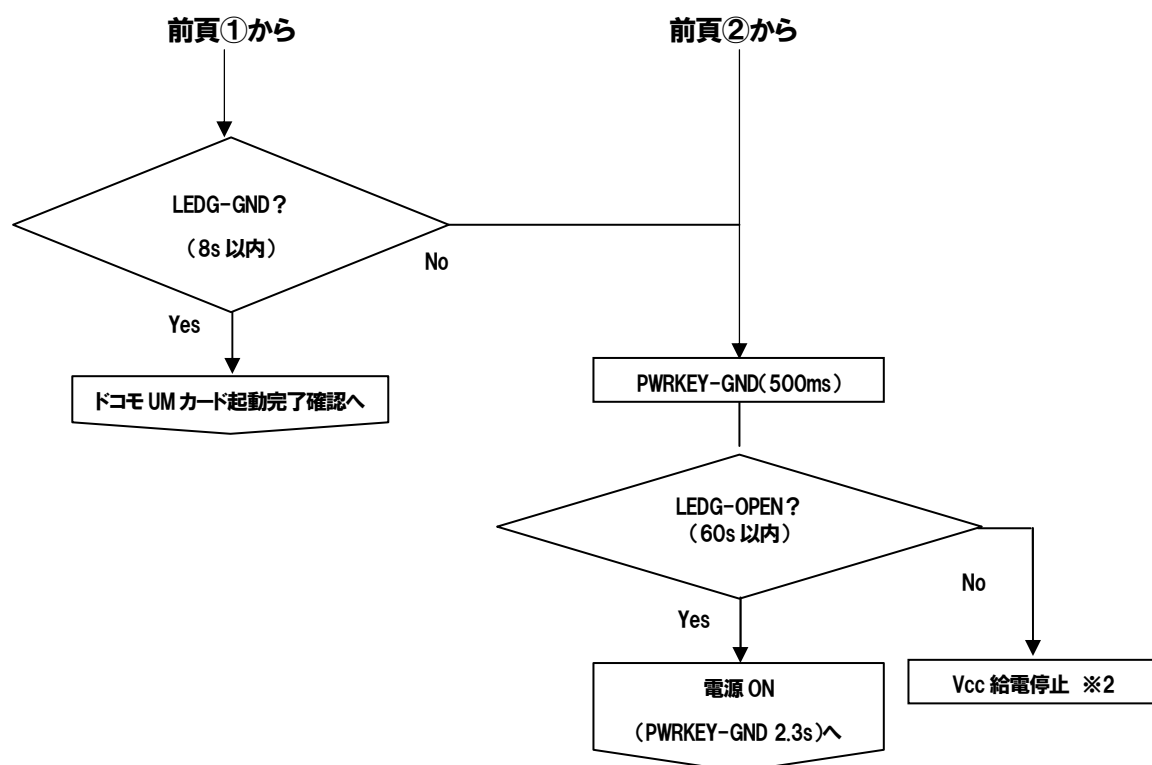 前頁①から
前頁②から
LEDG-GND?
(8s 以内)
No
Yes
ドコモ UM カード起動完了確認へ
PWRKEY-GND(500ms)
LEDG-OPEN?
(60s 以内)
No
Yes
電源 ON
(PWRKEY-GND 2.3s)へ
Vcc 給電停止 ※2